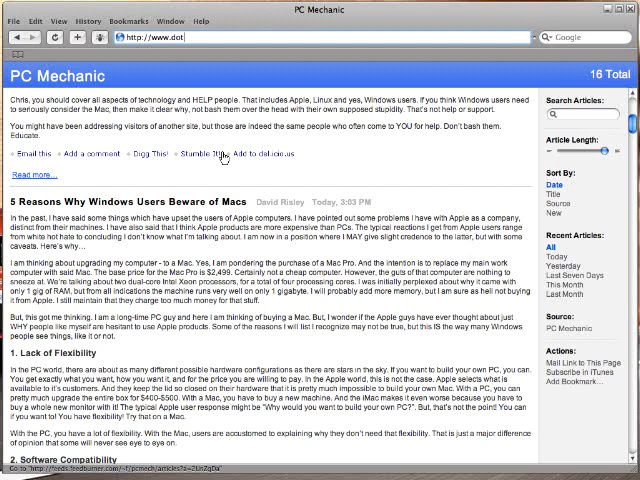 PC Mechanic
File Edit View History Bookmarks Window Help
http://www.dot
Google
PC Mechanic
16 Total
Chris, you should cover all aspects of technology and HELP people. That includes Apple, Linux and yes, Windows users. If you think Windows users need
to seriously consider the Mac, then make it clear why, not bash them over the head with their own supposed stupidity. That's not help or support.
You might have been addressing visitors of another site, but those are indeed the same people who often come to YOU for help. Don't bash them.
Educate.
Email this Add a comment Digg This! Stumble It! Add to del.icio.us
Read more...
5 Reasons Why Windows Users Beware of Macs David Risley Today, 3:03 PM
In the past, I have said some things which have upset the users of Apple computers. I have pointed out some problems I have with Apple as a company,
distinct from their machines. I have also said that I think Apple products are more expensive than PCs. The typical reactions I get from Apple users range
from white hot hate to concluding I don't know what I'm talking about. I am now in a position where I MAY give slight credence to the latter, but with some
caveats. Here's why…
I am thinking about upgrading my computer - to a Mac. Yes, I am pondering the purchase of a Mac Pro. And the intention is to replace my main work
computer with said Mac. The base price for the Mac Pro is $2,499. Certainly not a cheap computer. However, the guts of that computer are nothing to
sneeze at. We're talking about two dual-core Intel Xeon processors, for a total of four processing cores. I was initially perplexed about why it came with
only 1 gig of RAM, but from all indications the machine runs very well on only 1 gigabyte. I will probably add more memory, but I am sure as hell not buying
it from Apple. I still maintain that they charge too much money for that stuff.
But, this got me thinking. I am a long-time PC guy and here I am thinking of buying a Mac. But, I wonder if the Apple guys have ever thought about just
WHY people like myself are hesitant to use Apple products. Some of the reasons I will list I recognize may not be true, but this IS the way many Windows
people see things, like it or not.
1. Lack of Flexibility
In the PC world, there are about as many different possible hardware configurations as there are stars in the sky. If you want to build your own PC, you can.
You get exactly what you want, how you want it, and for the price you are willing to pay. In the Apple world, this is not the case. Apple selects what is
available to it's customers. And they keep the lid so closed on their hardware that it is pretty much impossible to build your own Mac. With a PC, you can
pretty much upgrade the entire box for $400-$500. With a Mac, you have to buy a new machine. And the iMac makes it even worse because you have to
buy a whole new monitor with it! The typical Apple user response might be "Why would you want to build your own PC?". But, that's not the point! You can
if you want to! You have flexibility! Try that on a Mac.
With the PC, you have a lot of flexibility. With the Mac, users are accustomed to explaining why they don't need that flexibility. That is just a major difference
of opinion that some will never see eye to eye on.
2. Software Compatibility
Search Articles:
Article Length:
Sort By:
Date
Title
Source
New
Recent Articles:
All
Today
Yesterday
Last Seven Days
This Month
Last Month
Source:
PC Mechanic
Actions:
Mail Link to This Page
Subscribe in iTunes
Add Bookmark...
Go to "http://feeds.feedburner.com/~f/pcmech/articles?a=2LnZgDa"